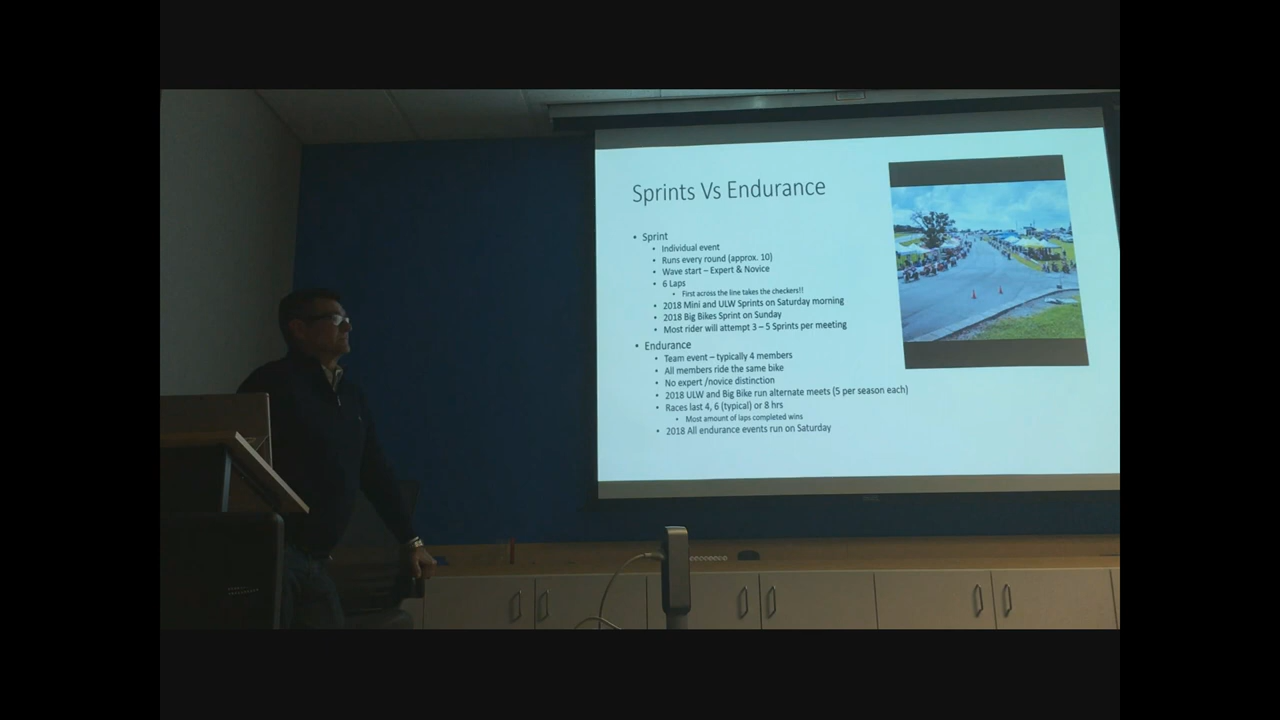 Sprints Vs Endurance
• Sprint
• Individual event
• Runs every round (approx. 10)
• Wave start – Expert & Novice
• 6 Laps
• First across the line takes the checkers!!
• 2018 Mini and ULW Sprints on Saturday morning
• 2018 Big Bikes Sprint on Sunday
• Most rider will attempt 3 – 5 Sprints per meeting
• Endurance
• Team event – typically 4 members
• All members ride the same bike
• No expert /novice distinction
• 2018 ULW and Big Bike run alternate meets (5 per season each)
• Races last 4, 6 (typical) or 8 hrs
• Most amount of laps completed wins
• 2018 All endurance events run on Saturday